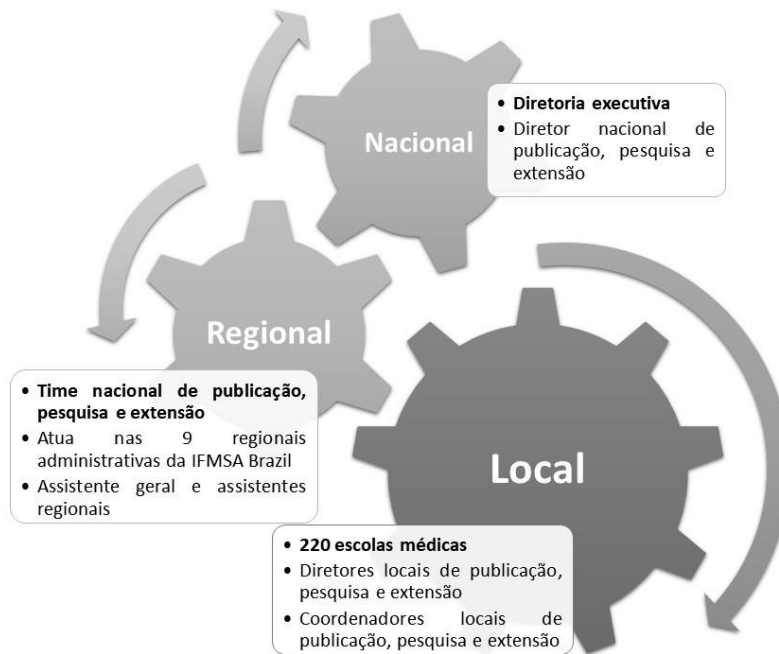 Nacional
• Diretoria executiva
• Diretor nacional de
publicação, pesquisa e
extensão
Regional
• Time nacional de publicação,
pesquisa e extensão
• Atua nas 9 regionais
administrativas da IFMSA Brazil
• Assistente geral e assistentes
regionais
Local
• 220 escolas médicas
• Diretores locais de publicação,
pesquisa e extensão
• Coordenadores locais de
publicação, pesquisa e extensão